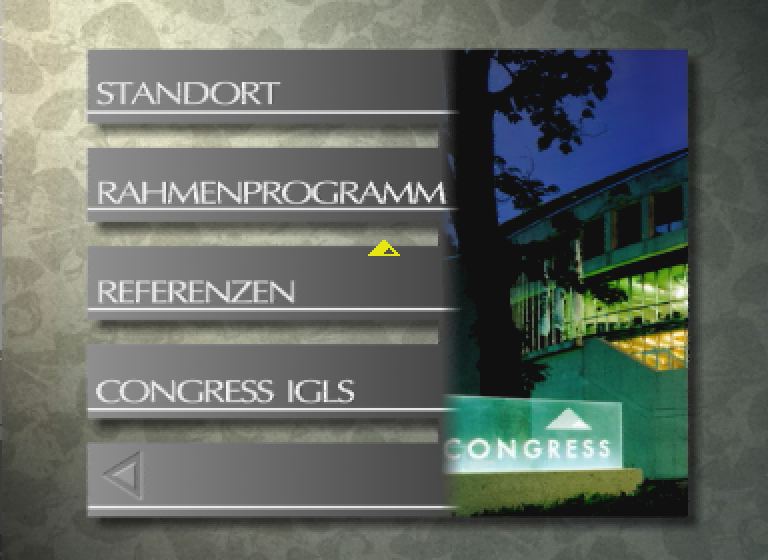 STANDORT
RAHMENPROGRAMM
REFERENZEN
CONGRESS IGLS
CONGRESS